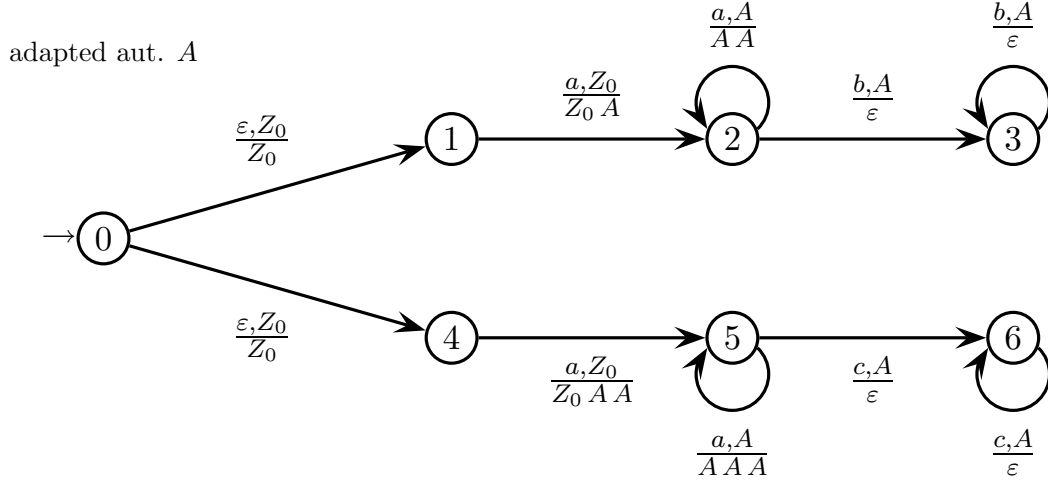 adapted aut. A
a,A
A A
b,A
ε
a,Z₀
Z₀ A
b,A
ε
ε,Z₀
Z₀
1
2
3
→ 0
ε,Z₀
Z₀
4
5
6
a,Z₀
Z₀ A A
c,A
ε
a,A
A A A
c,A
ε